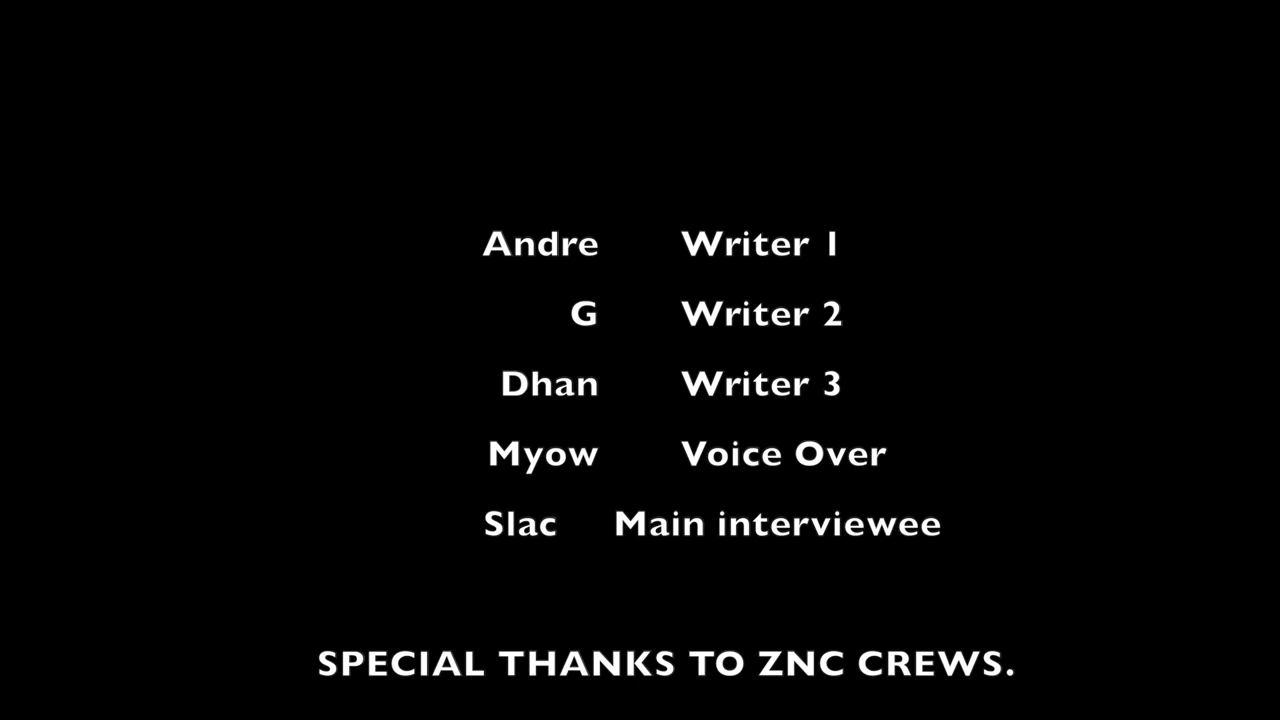 Andre Writer 1
G Writer 2
Dhan Writer 3
Myow Voice Over
Slac Main interviewee
SPECIAL THANKS TO ZNC CREWS.